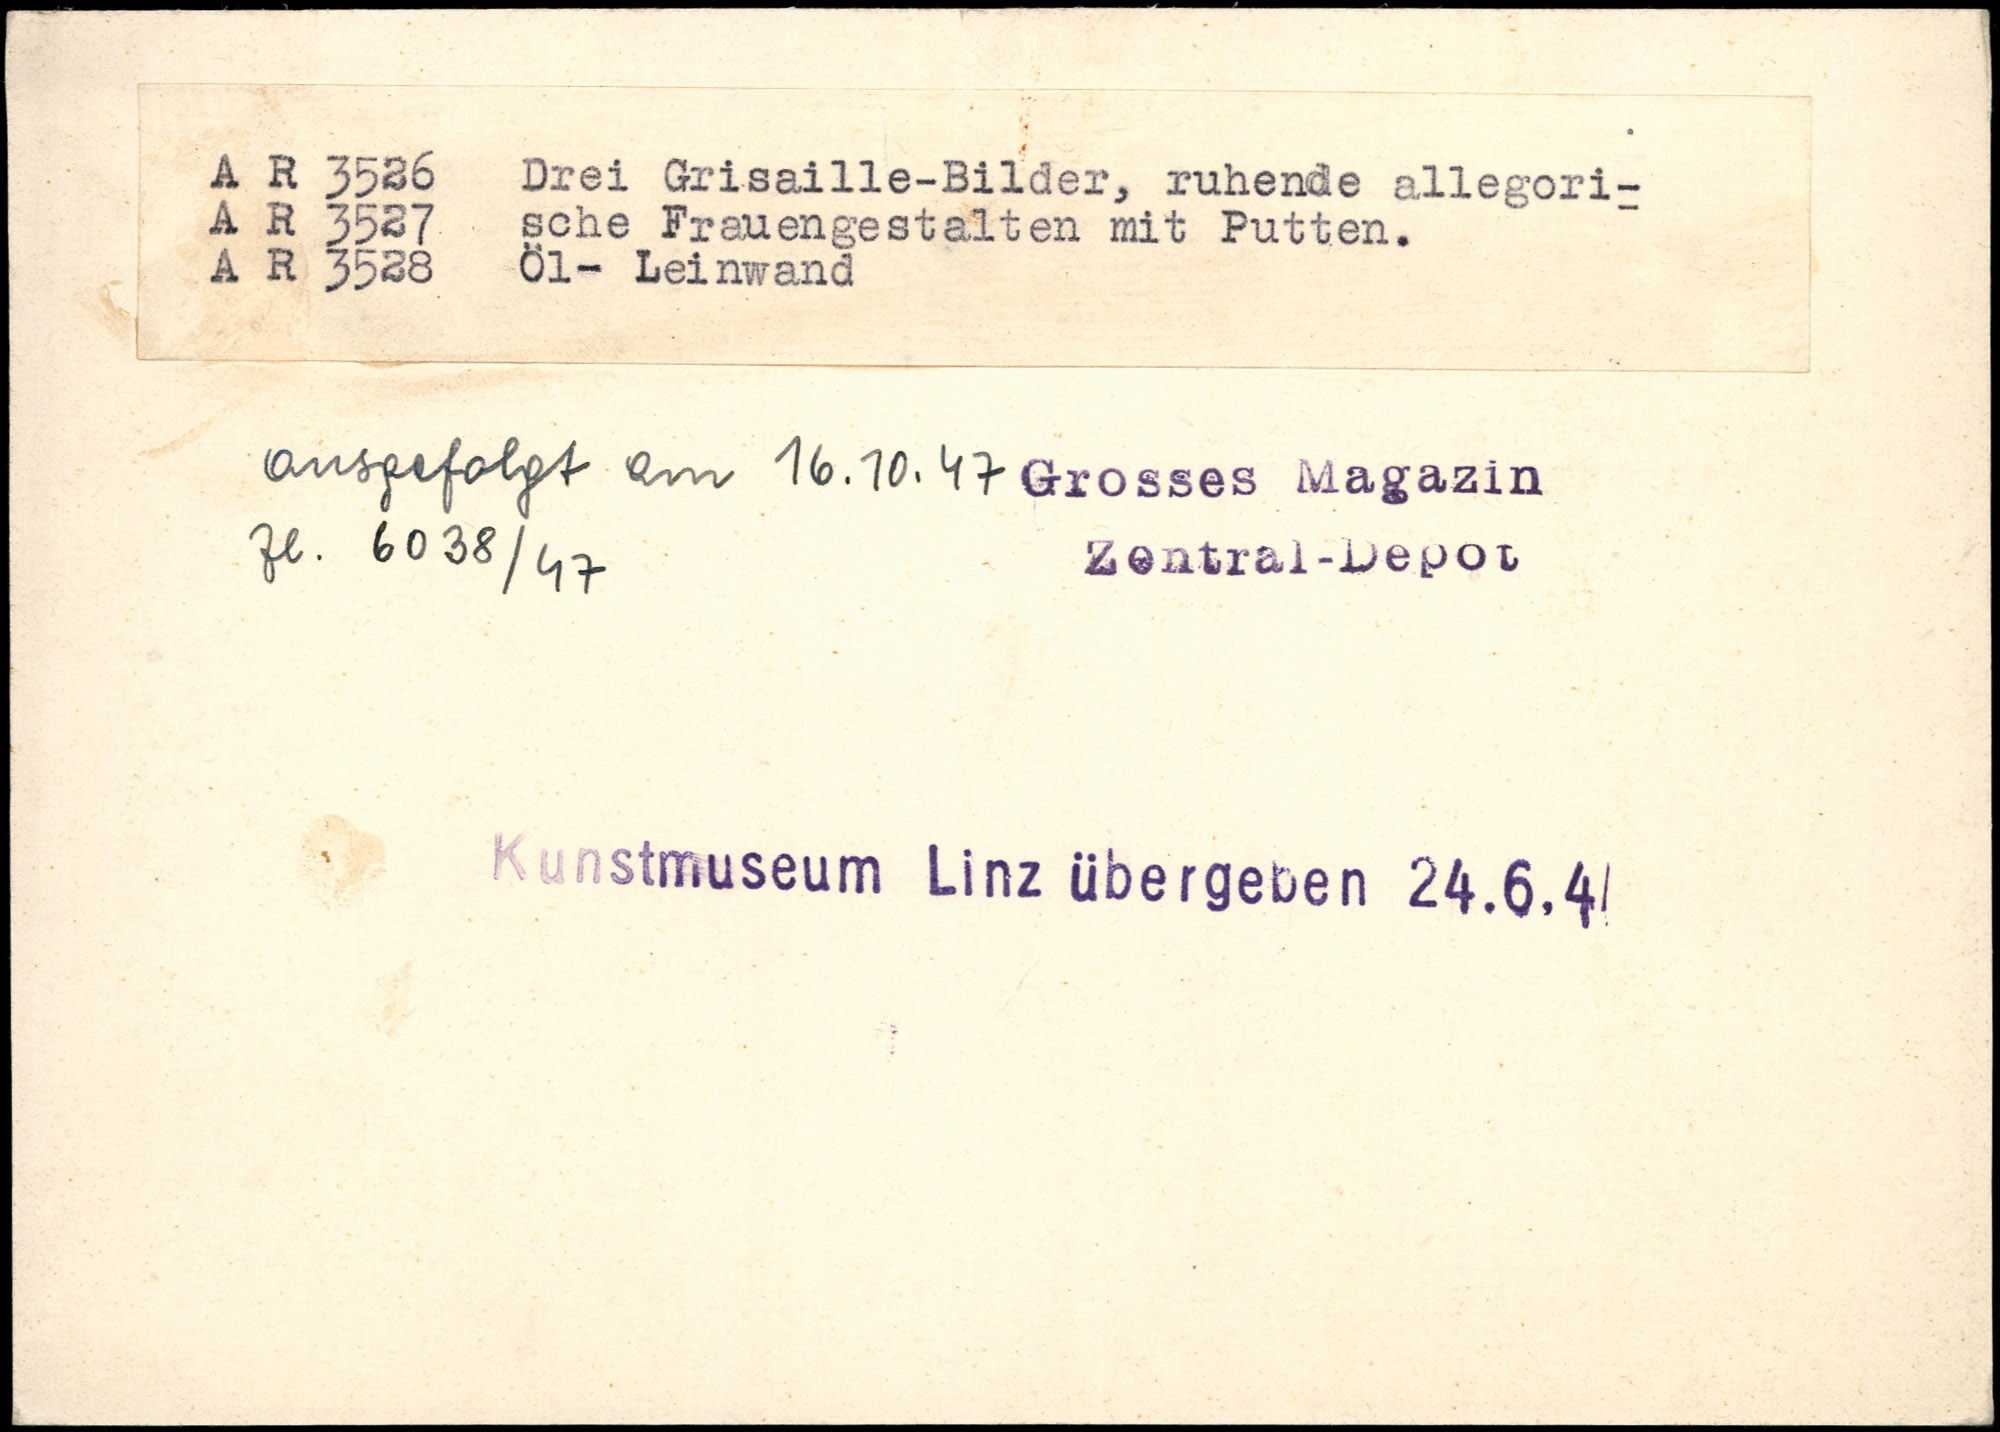 A R 3526 Drei Grisaille-Bilder, ruhende allegori-
A R 3527 sche Frauengestalten mit Putten.
A R 3528 Öl- Leinwand
ausgefolgt am 16.10.47 Grosses Magazin
Zl. 6038/47 Zentral-Depot
Kunstmuseum Linz übergeben 24.6.41